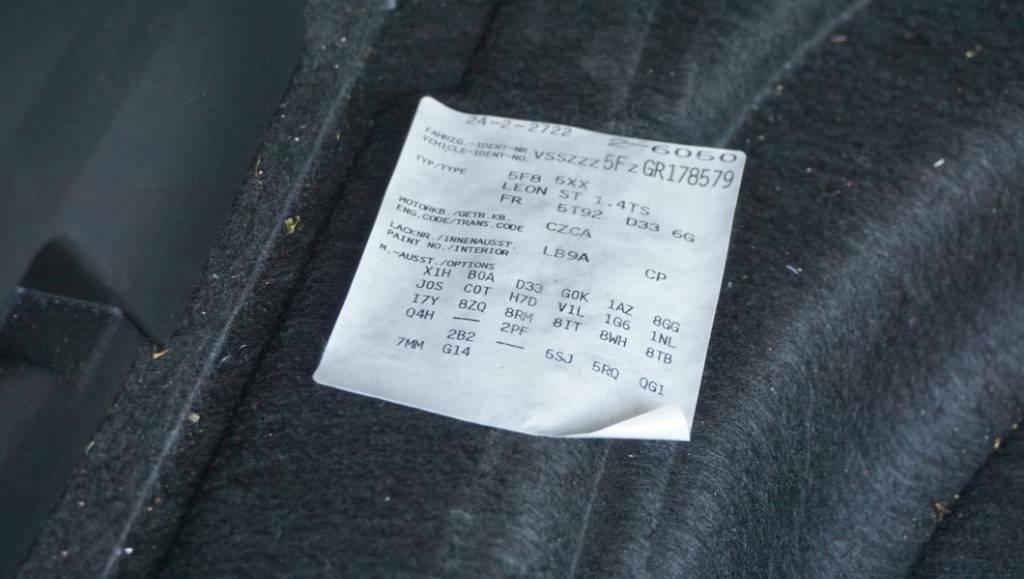 24-2-2722 2-6050
FAHRZG.-IDENT-NR.
VEHICLE-IDENT-NO. VSSZZZ5FZGR178579
TYP/TYPE 5F8 5XX
LEON ST 1.4TS
FR 5T92 D33 6G
MOTORKB./GETR.KB.
ENG.CODE/TRANS.CODE CZCA
LACKNR./INNENAUSST.
PAINT NO./INTERIOR LB9A CP
M.-AUSST./OPTIONS
X1H B0A D33 G0K 1AZ 8GG
J0S C0T H7D V1L 1G6 1NL
I7Y 8ZQ 8RM 8IT 8WH 8TB
Q4H --- 2PF
2B2 --- 5SJ 5RQ QG1
7MM G14